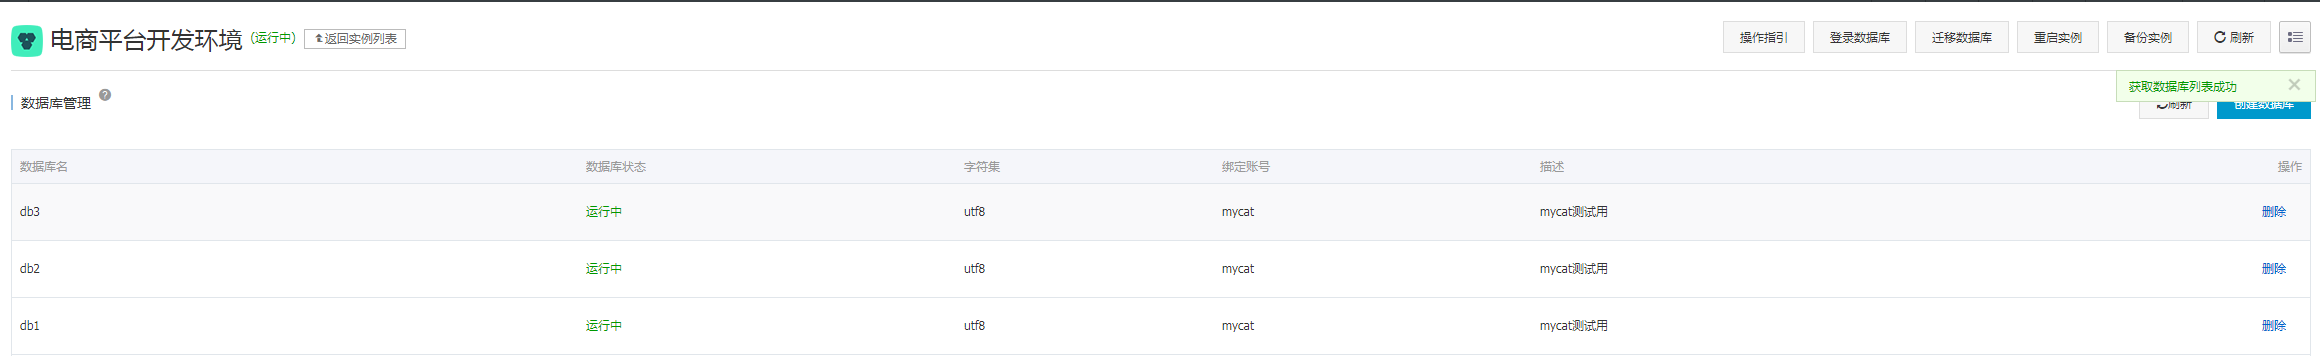 电商平台开发环境 (运行中) 返回实例列表 操作指引 登录数据库 迁移数据库 重启实例 备份实例 刷新
获取数据库列表成功
数据库管理 刷新 创建数据库
数据库名 数据库状态 字符集 绑定账号 描述 操作
db3 运行中 utf8 mycat mycat测试用 删除
db2 运行中 utf8 mycat mycat测试用 删除
db1 运行中 utf8 mycat mycat测试用 删除